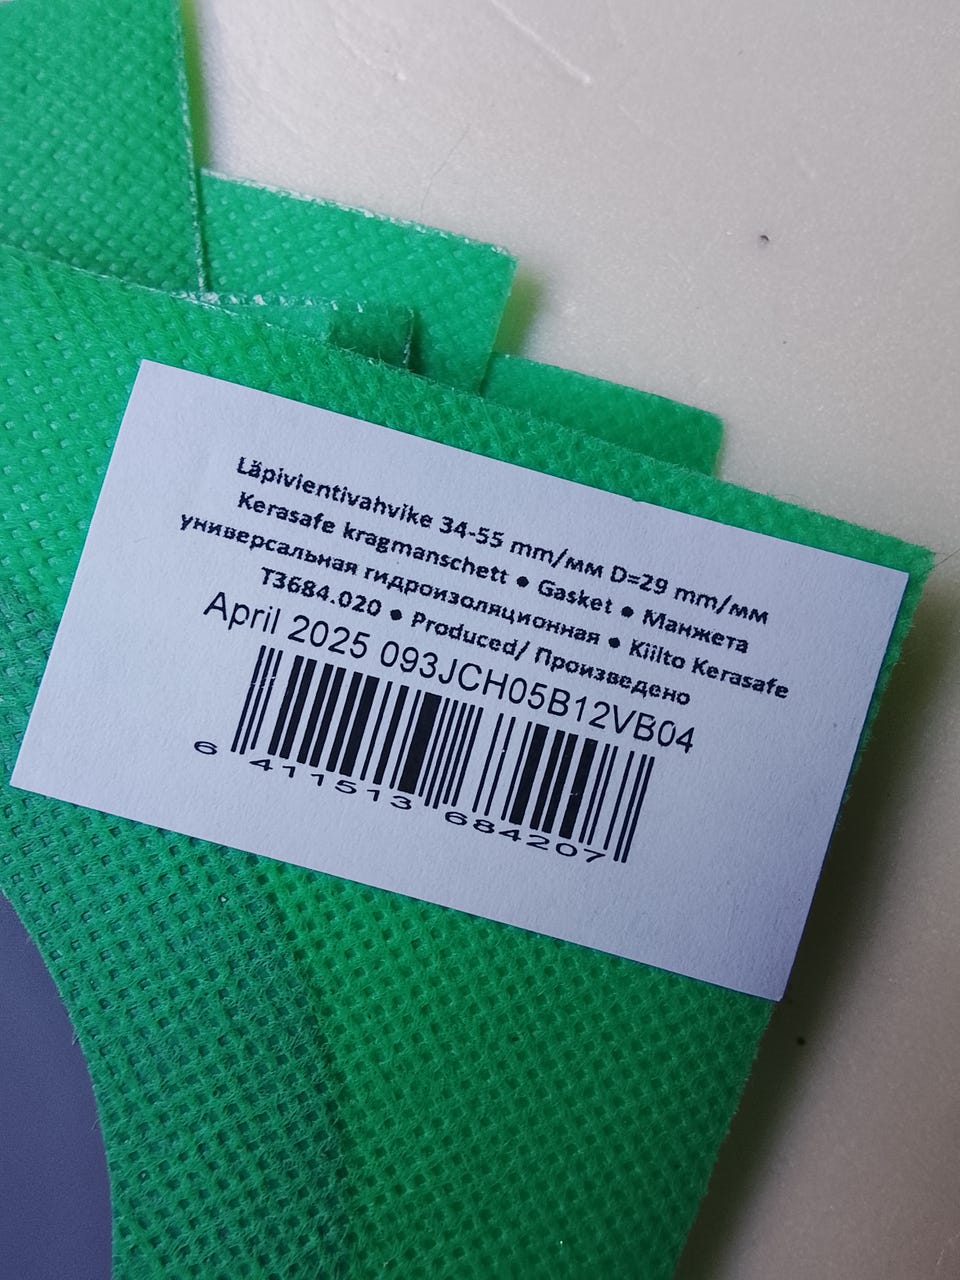 Läpivientivahvike 34-55 mm/мм D=29 mm/мм
Kerasafe kragmanschett • Gasket • Манжета
универсальная гидроизоляционная • Kiilto Kerasafe
T3684.020 • Produced/ Произведено
April 2025 093JCH05B12VB04
6 411513 684207